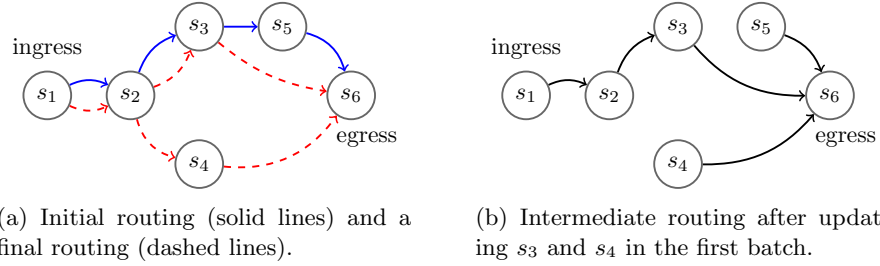 ingress
s1
s2
s3
s5
s4
s6
egress
(a) Initial routing (solid lines) and a
final routing (dashed lines).
ingress
s1
s2
s3
s5
s4
s6
egress
(b) Intermediate routing after updat-
ing s3 and s4 in the first batch.